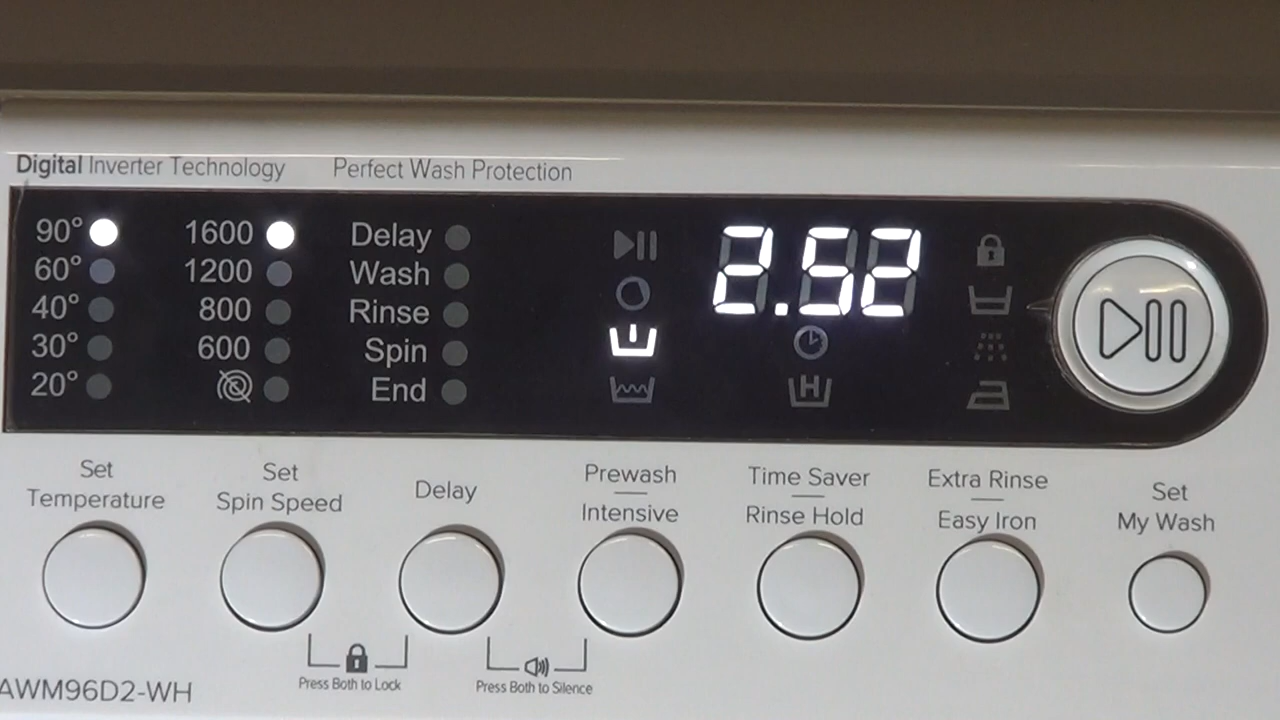 Digital Inverter Technology
Perfect Wash Protection
90°
60°
40°
30°
20°
1600
1200
800
600
Delay
Wash
Rinse
Spin
End
2.52
H
Set
Temperature
Set
Spin Speed
Delay
Prewash
Intensive
Time Saver
Rinse Hold
Extra Rinse
Easy Iron
Set
My Wash
Press Both to Lock
Press Both to Silence
AWM96D2-WH